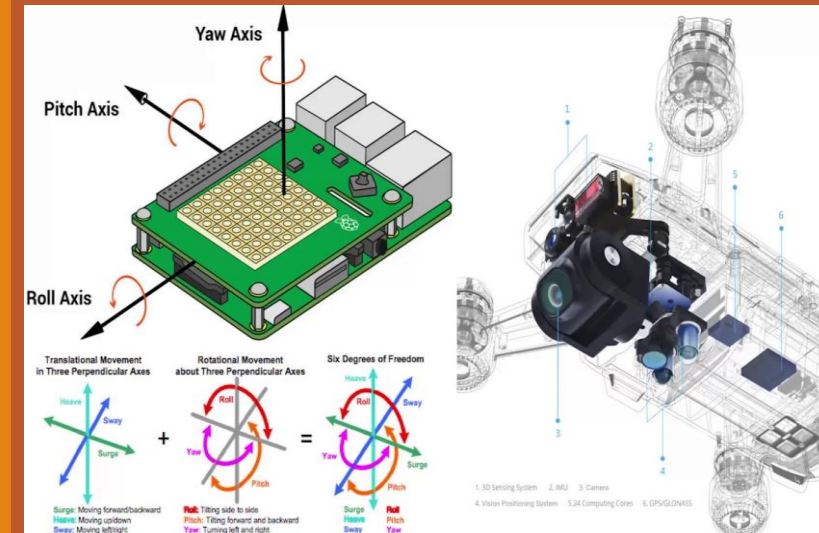 Yaw Axis
Pitch Axis
Roll Axis
Translational Movement
in Three Perpendicular Axes
Heave
Sway
Surge
Surge: Moving forward/backward
Heave: Moving up/down
Sway: Moving left/right
+
Rotational Movement
about Three Perpendicular Axes
Roll
Yaw
Pitch
Roll: Tilting side to side
Pitch: Tilting forward and backward
Yaw: Turning left and right
=
Six Degrees of Freedom
Heave
Roll
Sway
Yaw
Surge
Pitch
Surge Roll
Heave Pitch
Sway Yaw
1
2
5
6
3
4
1. 3D Sensing System 2. IMU 3. Camera
4. Vision Positioning System 5.24 Computing Cores 6. GPS/GLONASS